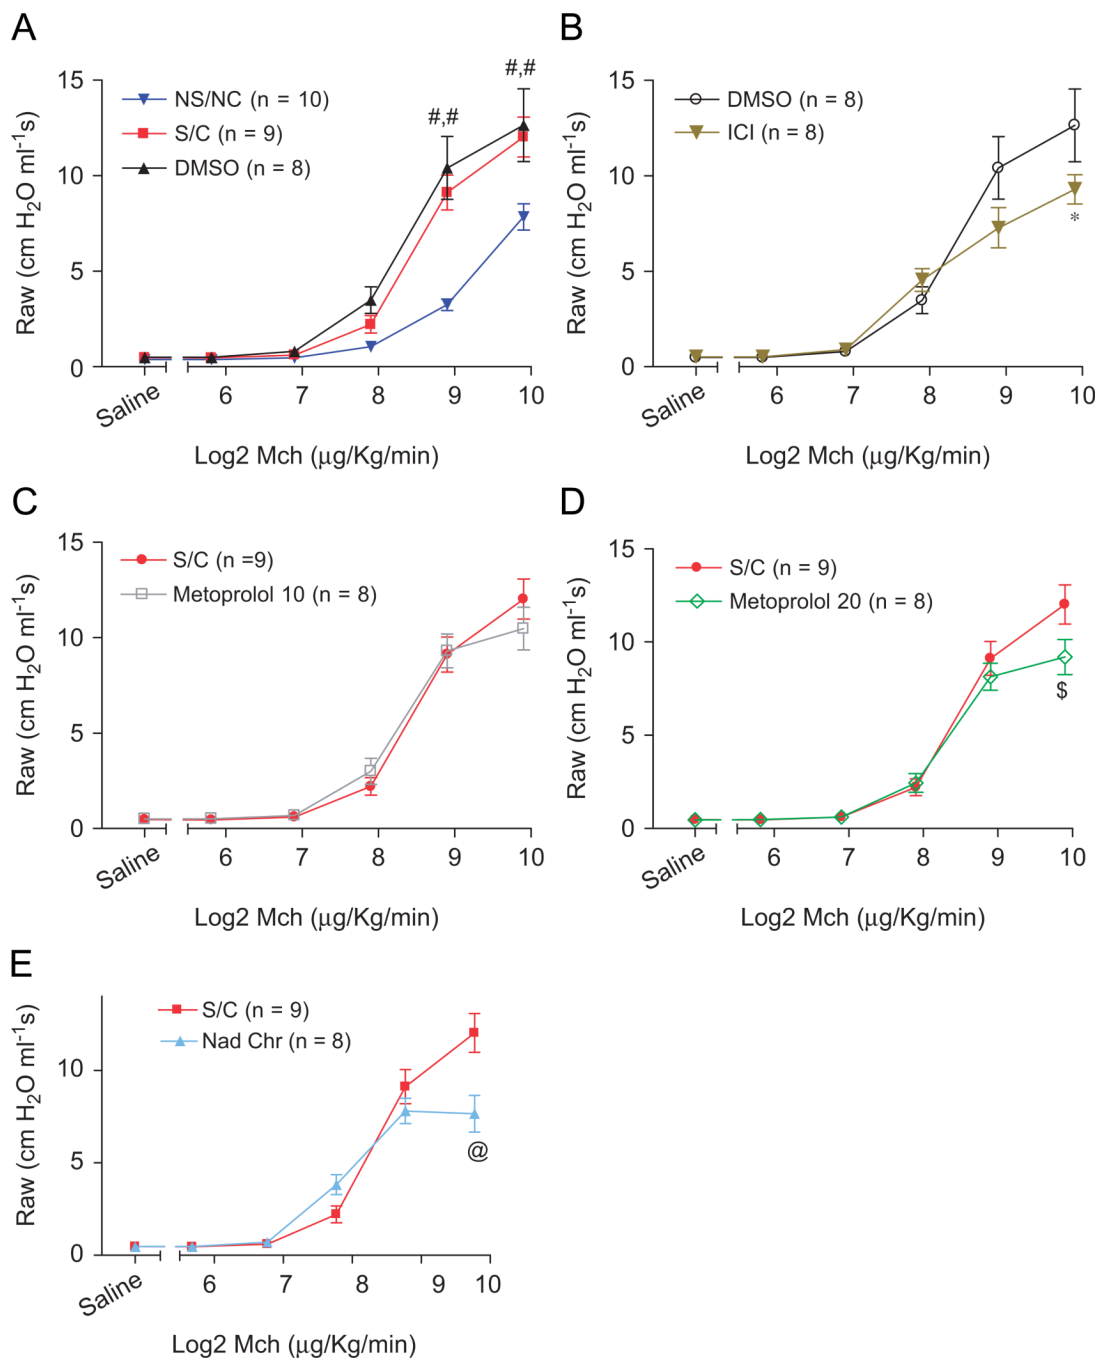 A
#,#
#,#
15
10
5
0
Raw (cm H₂O ml⁻¹s)
NS/NC (n = 10)
S/C (n = 9)
DMSO (n = 8)
Saline
6 7 8 9 10
Log2 Mch (μg/Kg/min)
B
15
10
5
0
Raw (cm H₂O ml⁻¹s)
DMSO (n = 8)
ICI (n = 8)
*
Saline
6 7 8 9 10
Log2 Mch (μg/Kg/min)
C
15
10
5
0
Raw (cm H₂O ml⁻¹s)
S/C (n =9)
Metoprolol 10 (n = 8)
Saline
6 7 8 9 10
Log2 Mch (μg/Kg/min)
D
15
10
5
0
Raw (cm H₂O ml⁻¹s)
S/C (n = 9)
Metoprolol 20 (n = 8)
$
Saline
6 7 8 9 10
Log2 Mch (μg/Kg/min)
E
10
5
0
Raw (cm H₂O ml⁻¹s)
S/C (n = 9)
Nad Chr (n = 8)
@
Saline
6 7 8 9 10
Log2 Mch (μg/Kg/min)